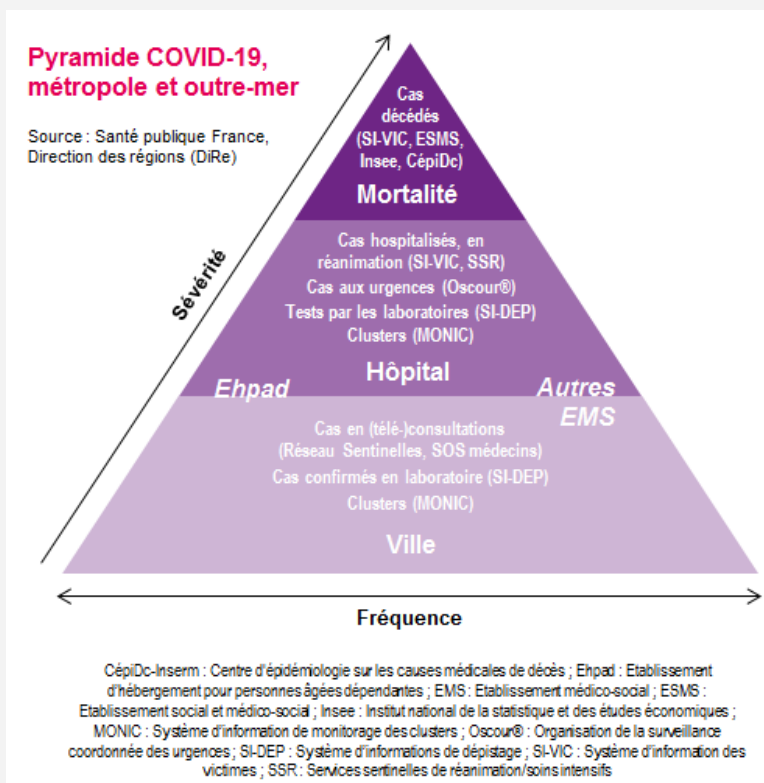 Pyramide COVID-19,
métropole et outre-mer
Source : Santé publique France,
Direction des régions (DiRe)
Sévérité
Cas
décédés
(SI-VIC, ESMS,
Insee, CépiDc)
Mortalité
Cas hospitalisés, en
réanimation (SI-VIC, SSR)
Cas aux urgences (Oscour®)
Tests par les laboratoires (SI-DEP)
Clusters (MONIC)
Hôpital
Ehpad
Autres
EMS
Cas en (télé-)consultations
(Réseau Sentinelles, SOS médecins)
Cas confirmés en laboratoire (SI-DEP)
Clusters (MONIC)
Ville
Fréquence
CépiDc-Inserm : Centre d'épidémiologie sur les causes médicales de décès ; Ehpad : Etablissement
d'hébergement pour personnes âgées dépendantes ; EMS : Etablissement médico-social ; ESMS :
Etablissement social et médico-social ; Insee : Institut national de la statistique et des études économiques ;
MONIC : Système d'information de monitorage des clusters ; Oscour® : Organisation de la surveillance
coordonnée des urgences ; SI-DEP : Système d'informations de dépistage ; SI-VIC : Système d'information des
victimes ; SSR : Services sentinelles de réanimation/soins intensifs